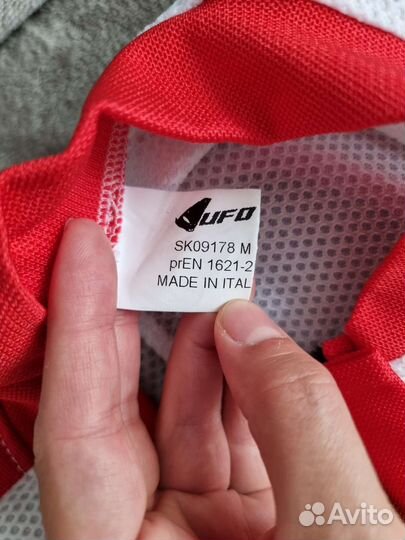 UFO
SK09178 M
prEN 1621-2
MADE IN ITAL
Avito